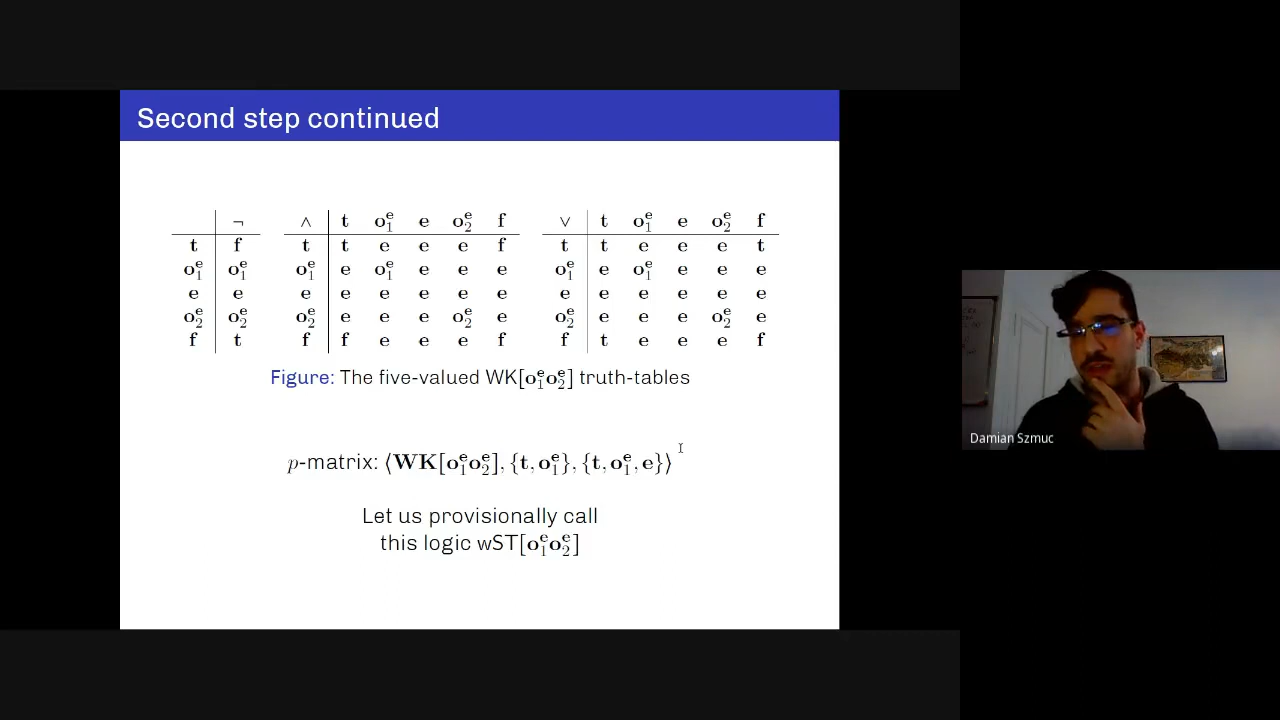 Second step continued
¬ ∧ t o₁ᵉ e o₂ᵉ f ∨ t o₁ᵉ e o₂ᵉ f
t f t t e e e f t t e e e t
o₁ᵉ o₁ᵉ o₁ᵉ e o₁ᵉ e e e o₁ᵉ e o₁ᵉ e e e
e e e e e e e e e e e e e e
o₂ᵉ o₂ᵉ o₂ᵉ e e e o₂ᵉ e o₂ᵉ e e e o₂ᵉ e
f t f f e e e f f t e e e f
Figure: The five-valued WK[o₁ᵉo₂ᵉ] truth-tables
p-matrix: ⟨WK[o₁ᵉo₂ᵉ], {t, o₁ᵉ}, {t, o₁ᵉ, e}⟩
Let us provisionally call
this logic wST[o₁ᵉo₂ᵉ]
Damian Szmuc